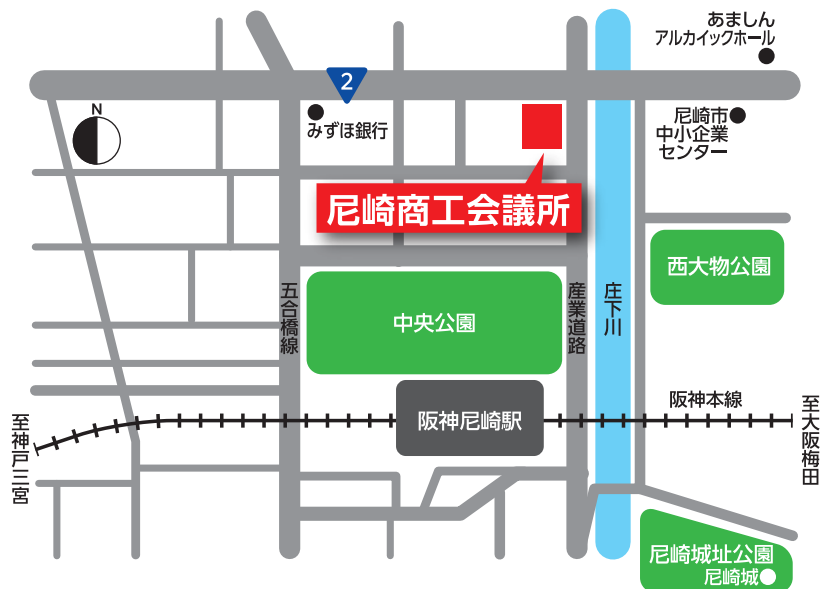 あましん
アルカイックホール
2
N
みずほ銀行
尼崎市
中小企業
センター
尼崎商工会議所
西大物公園
五合橋線
中央公園
産業道路
庄下川
阪神本線
阪神尼崎駅
至神戸三宮
至大阪梅田
尼崎城址公園
尼崎城